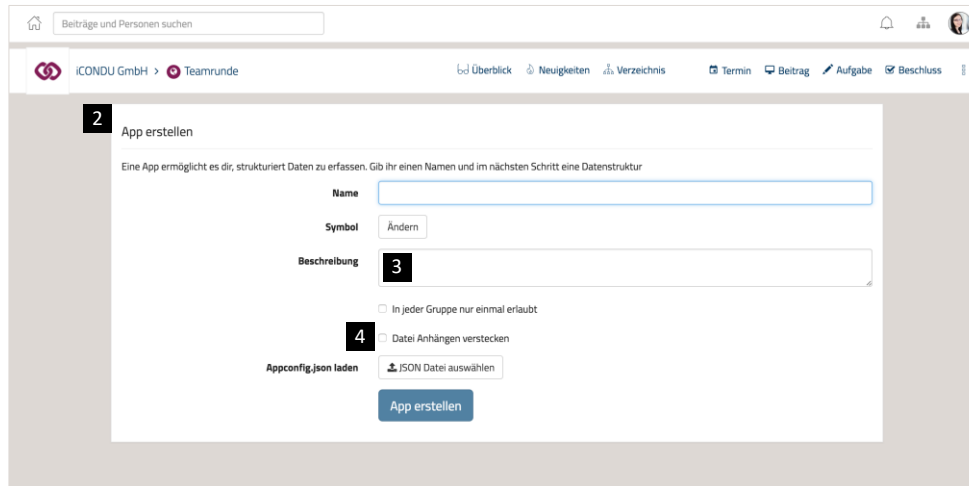 Beiträge und Personen suchen
iCONDU GmbH > Teamrunde Überblick Neuigkeiten Verzeichnis Termin Beitrag Aufgabe Beschluss
2
App erstellen
Eine App ermöglicht es dir, strukturiert Daten zu erfassen. Gib ihr einen Namen und im nächsten Schritt eine Datenstruktur
Name
Symbol Ändern
Beschreibung 3
In jeder Gruppe nur einmal erlaubt
4 Datei Anhängen verstecken
Appconfig.json laden JSON Datei auswählen
App erstellen